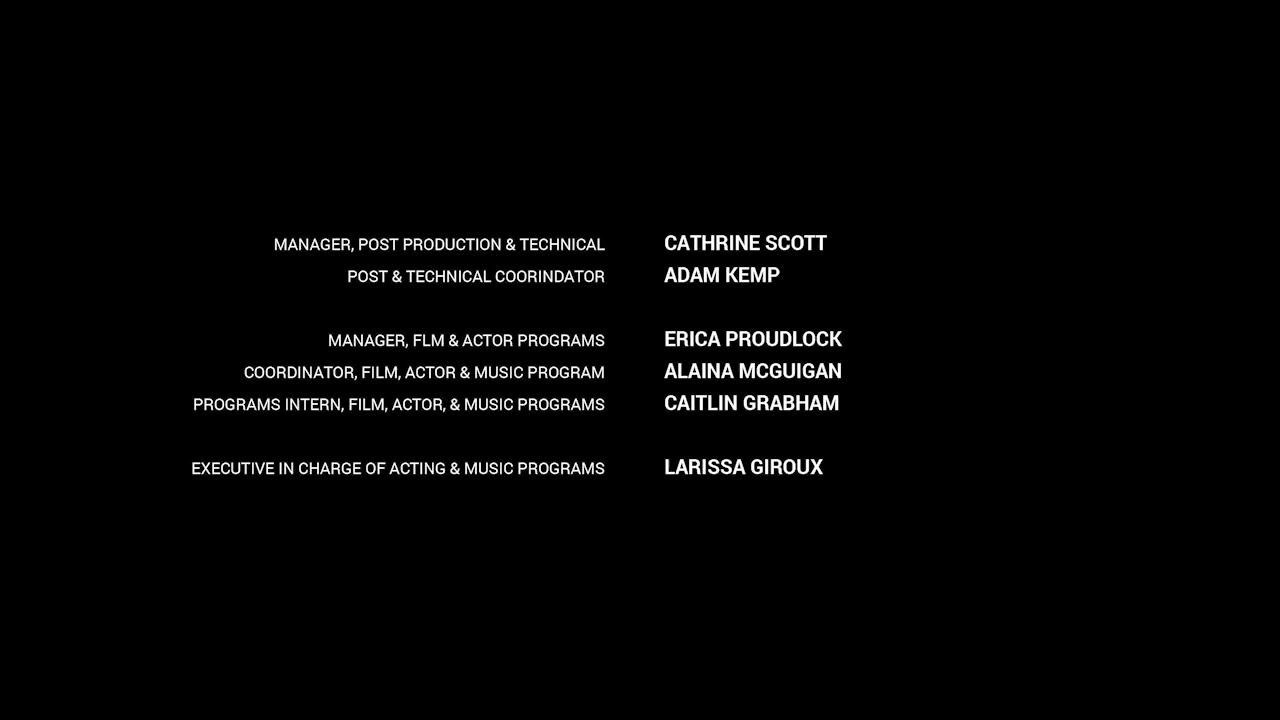 MANAGER, POST PRODUCTION & TECHNICAL CATHRINE SCOTT
POST & TECHNICAL COORINDATOR ADAM KEMP
MANAGER, FLM & ACTOR PROGRAMS ERICA PROUDLOCK
COORDINATOR, FILM, ACTOR & MUSIC PROGRAM ALAINA MCGUIGAN
PROGRAMS INTERN, FILM, ACTOR, & MUSIC PROGRAMS CAITLIN GRABHAM
EXECUTIVE IN CHARGE OF ACTING & MUSIC PROGRAMS LARISSA GIROUX